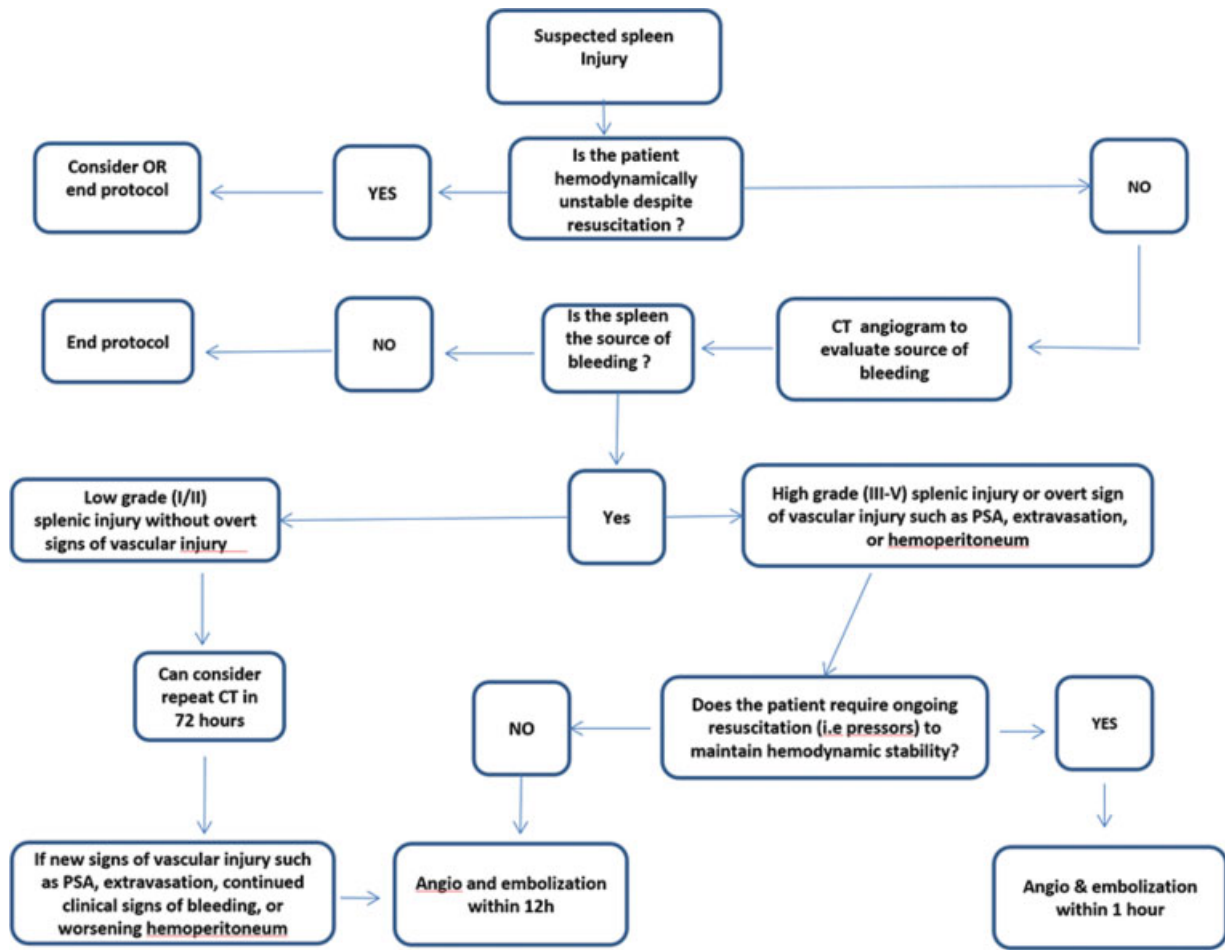 Suspected spleen
Injury
Consider OR
end protocol
YES
Is the patient
hemodynamically
unstable despite
resuscitation ?
NO
End protocol
NO
Is the spleen
the source of
bleeding ?
CT angiogram to
evaluate source of
bleeding
Low grade (I/II)
splenic injury without overt
signs of vascular injury
Yes
High grade (III-V) splenic injury or overt sign
of vascular injury such as PSA, extravasation,
or hemoperitoneum
Can consider
repeat CT in
72 hours
NO
Does the patient require ongoing
resuscitation (i.e pressors) to
maintain hemodynamic stability?
YES
If new signs of vascular injury such
as PSA, extravasation, continued
clinical signs of bleeding, or
worsening hemoperitoneum
Angio and embolization
within 12h
Angio & embolization
within 1 hour